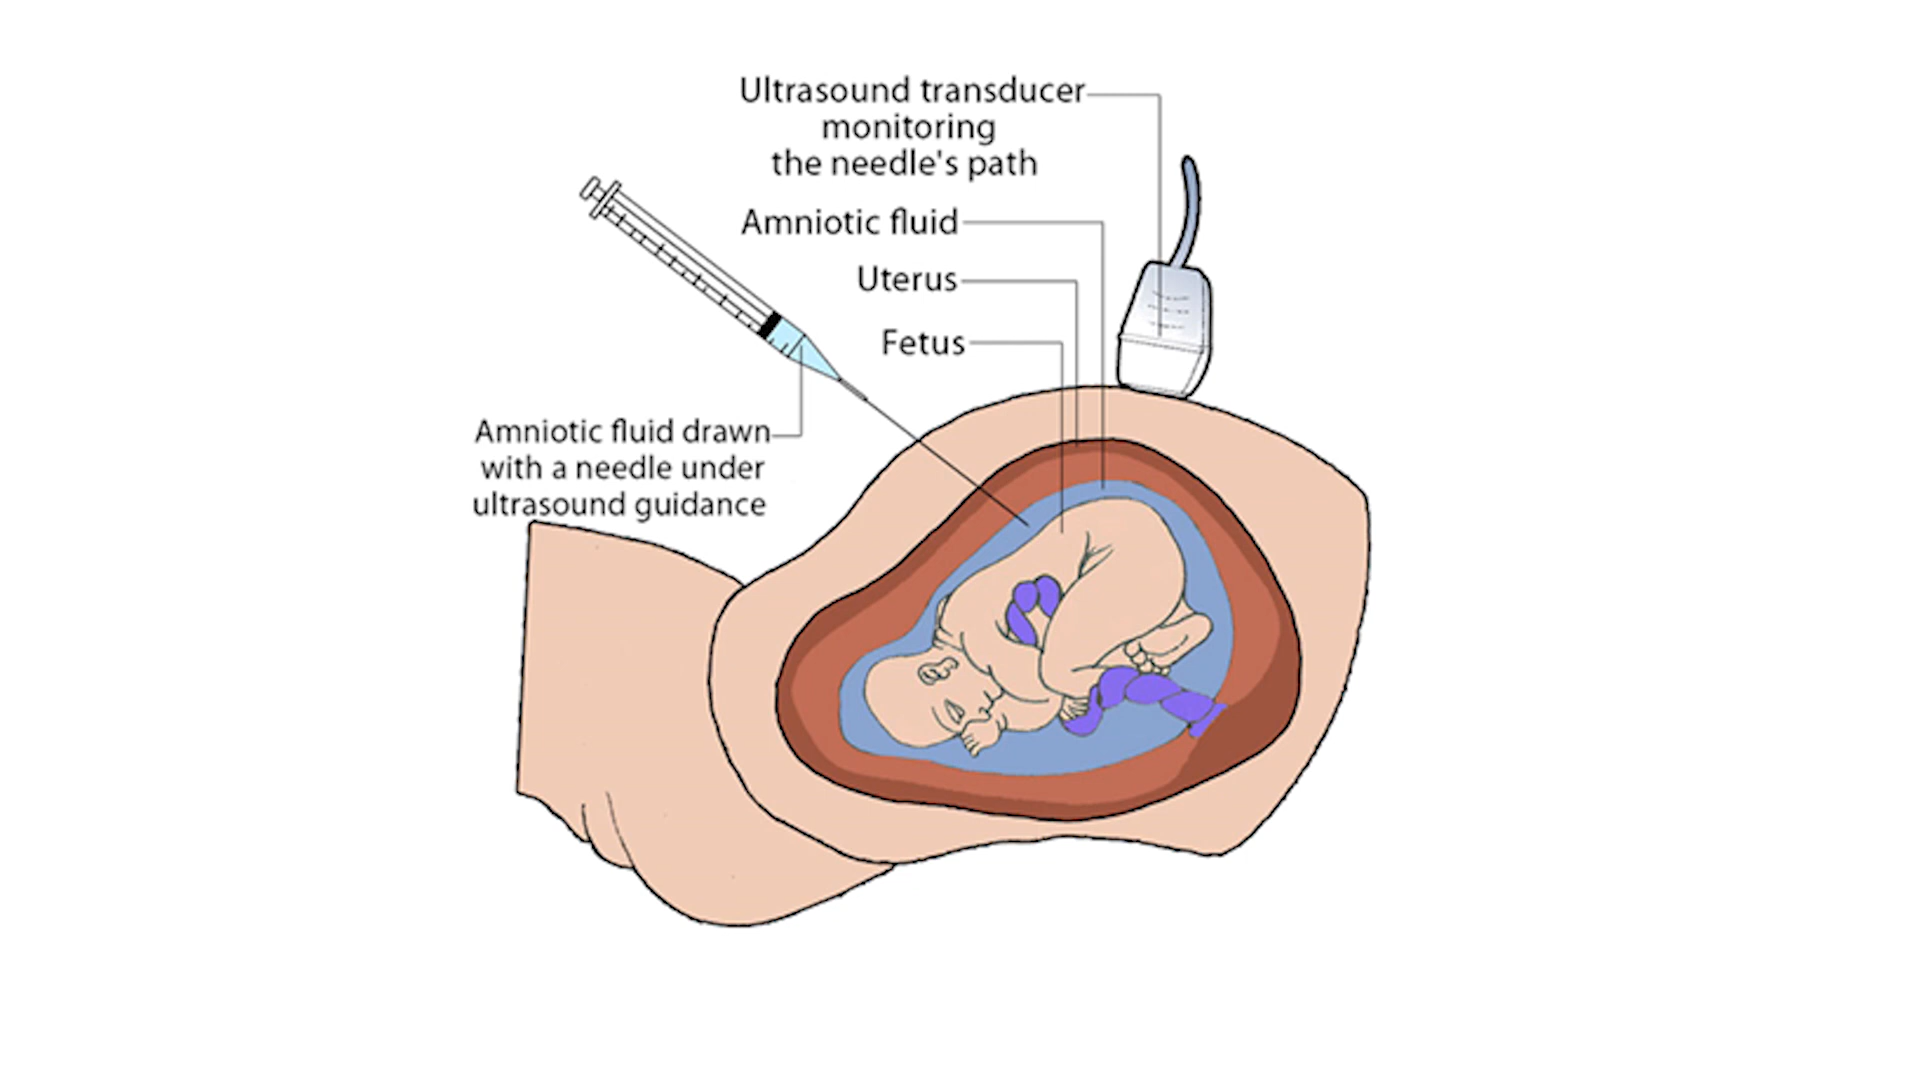 Ultrasound transducer
monitoring
the needle's path
Amniotic fluid
Uterus
Fetus
Amniotic fluid drawn
with a needle under
ultrasound guidance